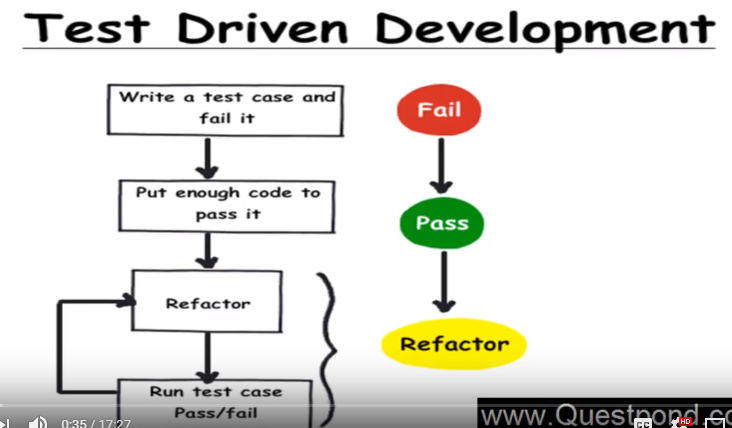 Test Driven Development
Write a test case and
fail it
Fail
Put enough code to
pass it
Pass
Refactor
Refactor
Run test case
Pass/fail
0:35 / 17:27
www.Questpond.co
CC
HD